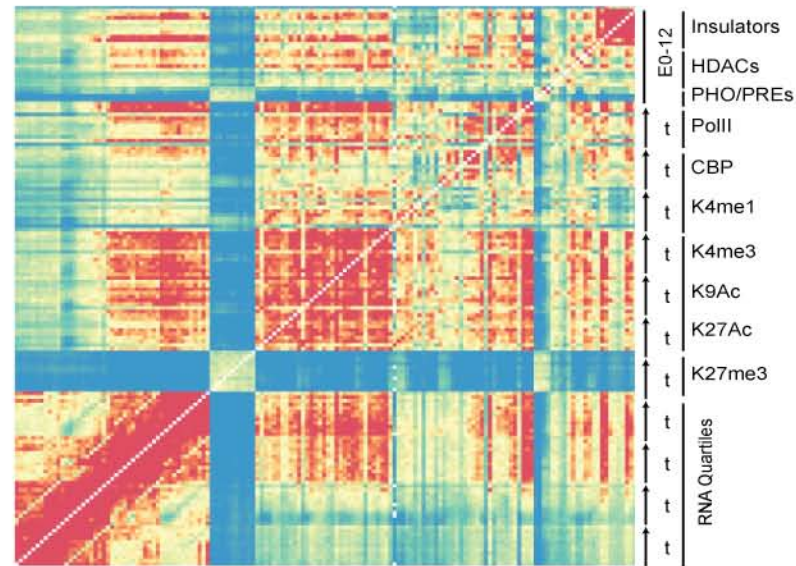 E0-12
Insulators
HDACs
PHO/PREs
t PolII
t CBP
t K4me1
t K4me3
t K9Ac
t K27Ac
t K27me3
t
t
t
t
RNA Quartiles